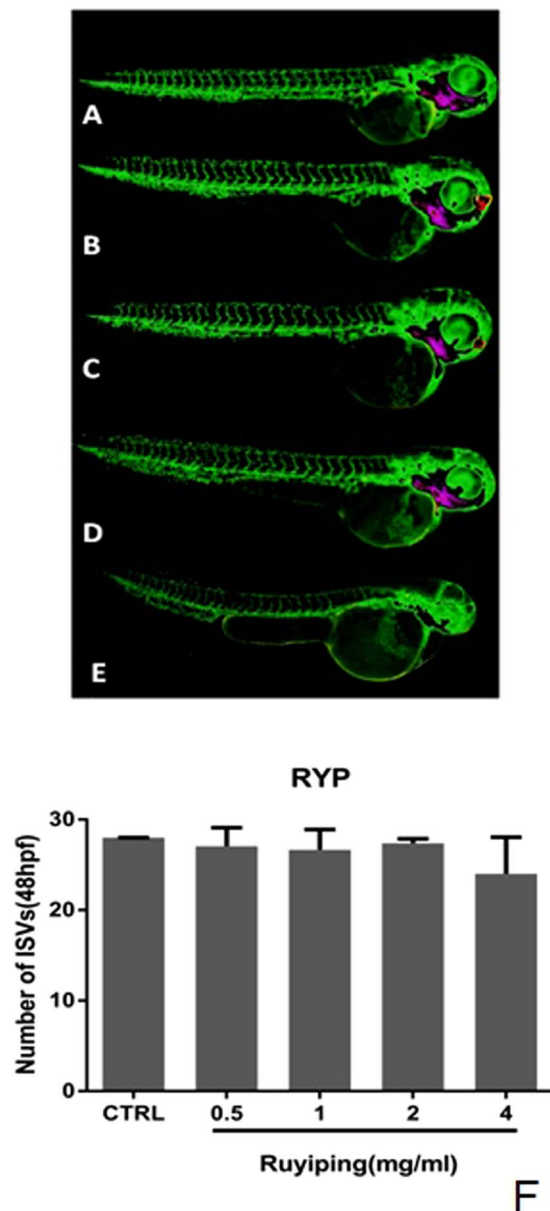 A
B
C
D
E
RYP
Number of ISVs(48hpf)
30
20
10
0
CTRL 0.5 1 2 4
Ruyiping(mg/ml)
F